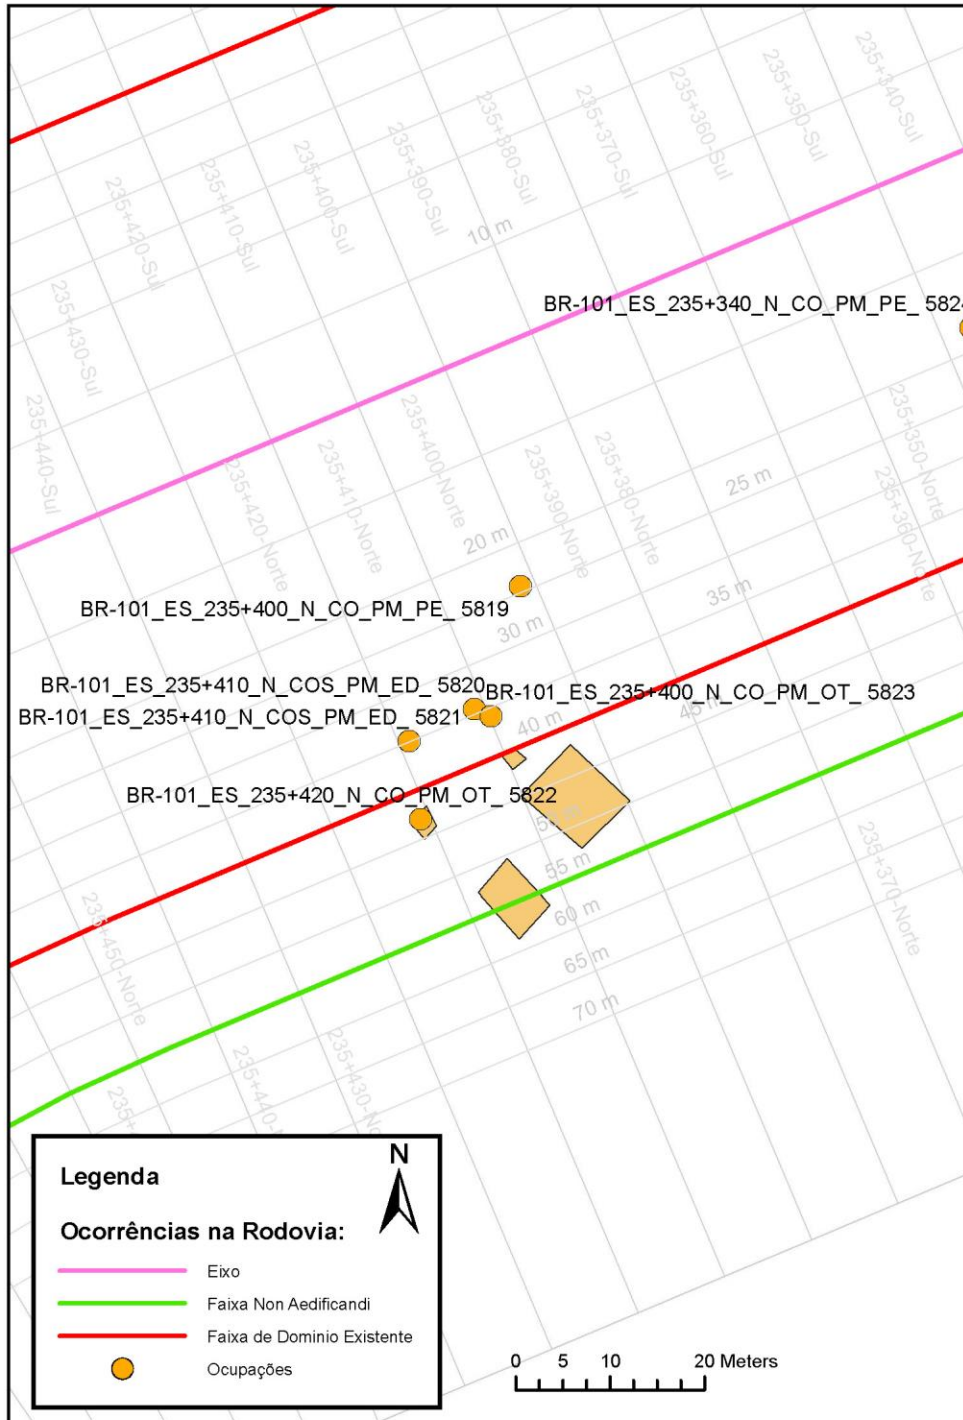 235+340-Sul
235+350-Sul
235+360-Sul
235+370-Sul
235+380-Sul
235+390-Sul
235+400-Sul
235+410-Sul
235+420-Sul
235+430-Sul
235+440-Sul
10 m
BR-101_ES_235+340_N_CO_PM_PE_ 5824
235+350-Norte
235+360-Norte
235+380-Norte
235+390-Norte
235+400-Norte
235+410-Norte
235+420-Norte
25 m
20 m
35 m
BR-101_ES_235+400_N_CO_PM_PE_ 5819
30 m
BR-101_ES_235+410_N_COS_PM_ED_ 5820
BR-101_ES_235+400_N_CO_PM_OT_ 5823
45 m
BR-101_ES_235+410_N_COS_PM_ED_ 5821
40 m
BR-101_ES_235+420_N_CO_PM_OT_ 5822
50 m
55 m
60 m
65 m
70 m
235+370-Norte
235+450-Norte
235+440-N
235+430-No
235+
Legenda
N
Ocorrências na Rodovia:
Eixo
Faixa Non Aedificandi
Faixa de Dominio Existente
Ocupações
0 5 10 20 Meters